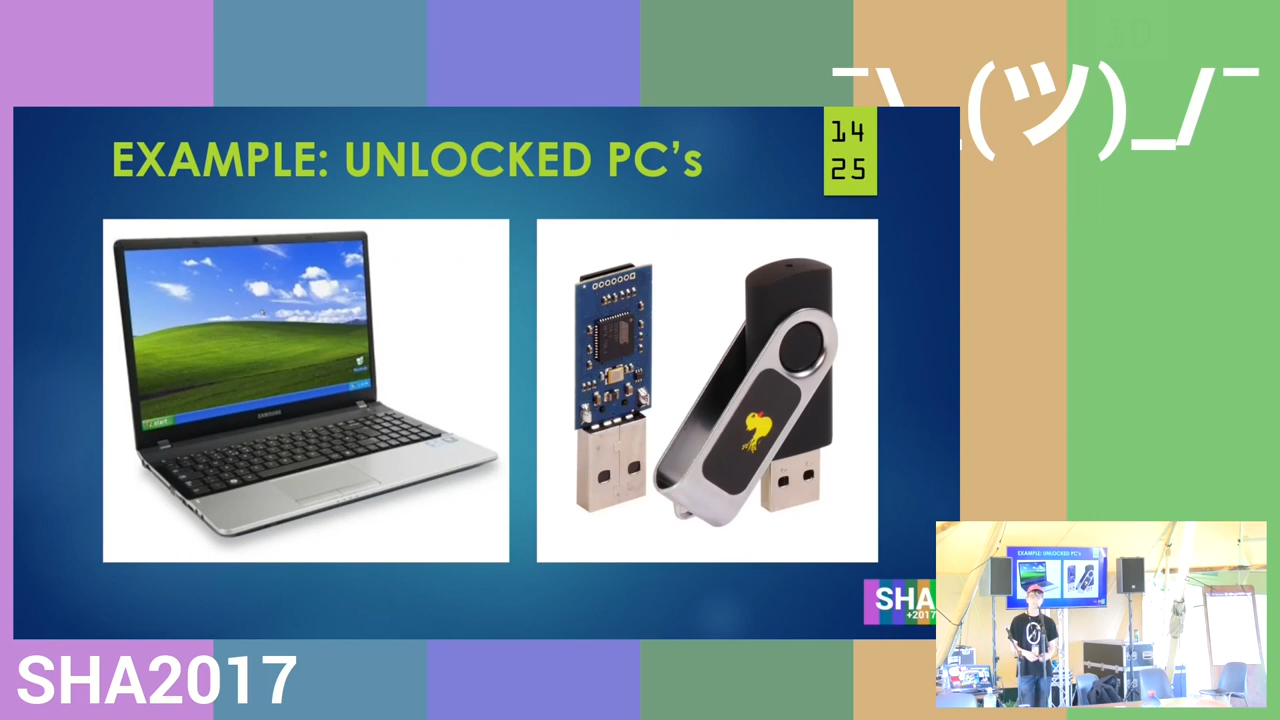 ¯\_(ツ)_/¯
EXAMPLE: UNLOCKED PC’s
14
25
start
SAMSUNG
SHA
+2017
EXAMPLE: UNLOCKED PC's
SHA2017